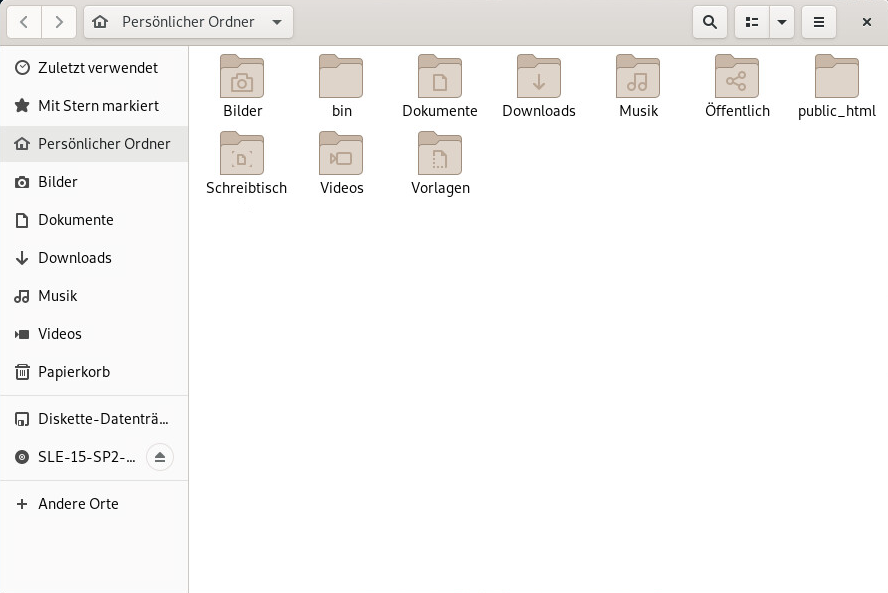 Persönlicher Ordner
Zuletzt verwendet
Mit Stern markiert
Persönlicher Ordner
Bilder
Dokumente
Downloads
Musik
Videos
Papierkorb
Diskette-Datenträ...
SLE-15-SP2-...
Andere Orte
Bilder bin Dokumente Downloads Musik Öffentlich public_html
Schreibtisch Videos Vorlagen